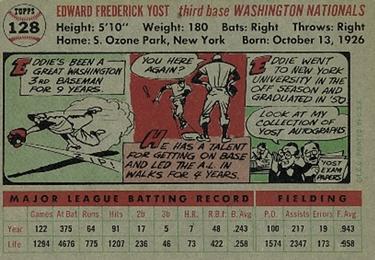 TOPPS
128
EDWARD FREDERICK YOST third base WASHINGTON NATIONALS
Height: 5'10" Weight: 180 Bats: Right Throws: Right
Home: S. Ozone Park, New York Born: October 13, 1926
EDDIE'S BEEN A
GREAT WASHINGTON
3RD BASEMAN
FOR 9 YEARS.
YOU HERE
AGAIN?
HE HAS A TALENT
FOR GETTING ON BASE
AND LED THE A.L. IN
WALKS FOR 4 YEARS.
EDDIE WENT
TO NEW YORK
UNIVERSITY IN THE
OFF SEASON AND
GRADUATED IN '50.
LOOK AT MY
COLLECTION OF
YOST AUTOGRAPHS
YOST
EXAM
PAPERS
MAJOR LEAGUE BATTING RECORD FIELDING
Games At Bat Runs Hits 2b 3b H.R. R.B.I. B. Avg P.O. Assists Errors F. Avg
Year 122 375 64 91 17 5 7 48 .243 100 217 19 .943
Life 1294 4676 775 1207 236 46 73 422 .258 1574 2347 173 .958